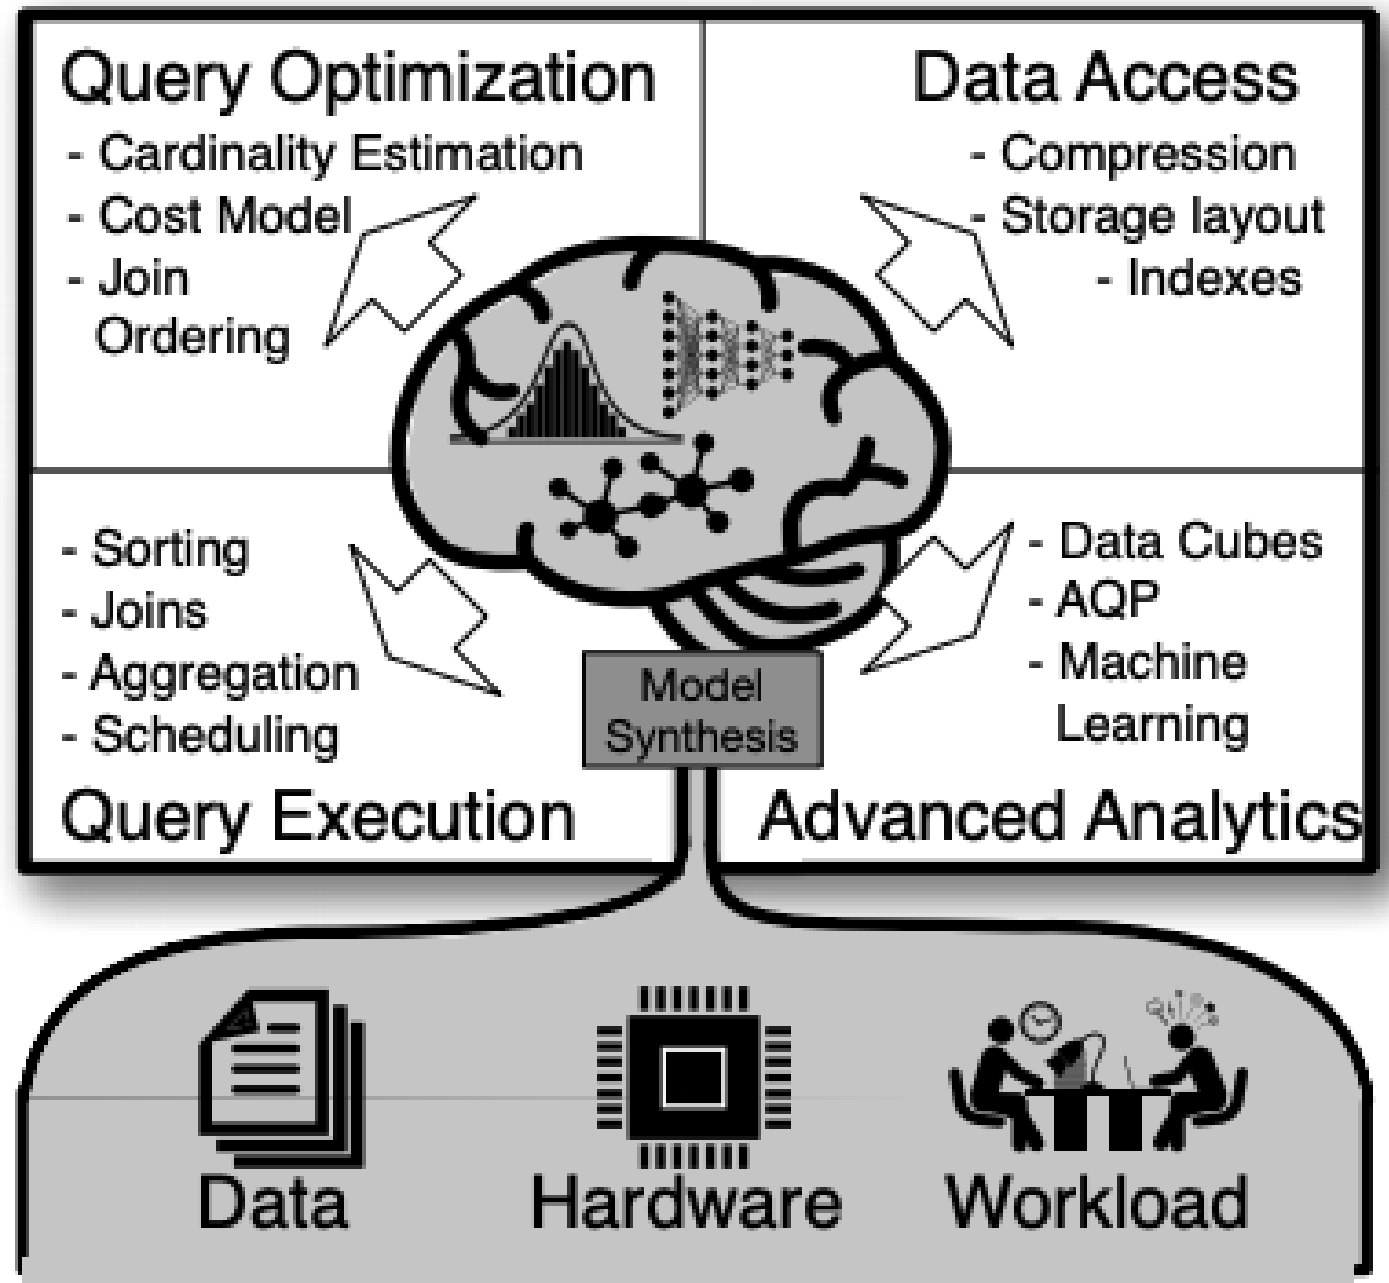 Query Optimization
- Cardinality Estimation
- Cost Model
- Join
Ordering
Data Access
- Compression
- Storage layout
- Indexes
- Sorting
- Joins
- Aggregation
- Scheduling
Query Execution
- Data Cubes
- AQP
- Machine
Learning
Advanced Analytics
Model
Synthesis
Data
Hardware
Workload